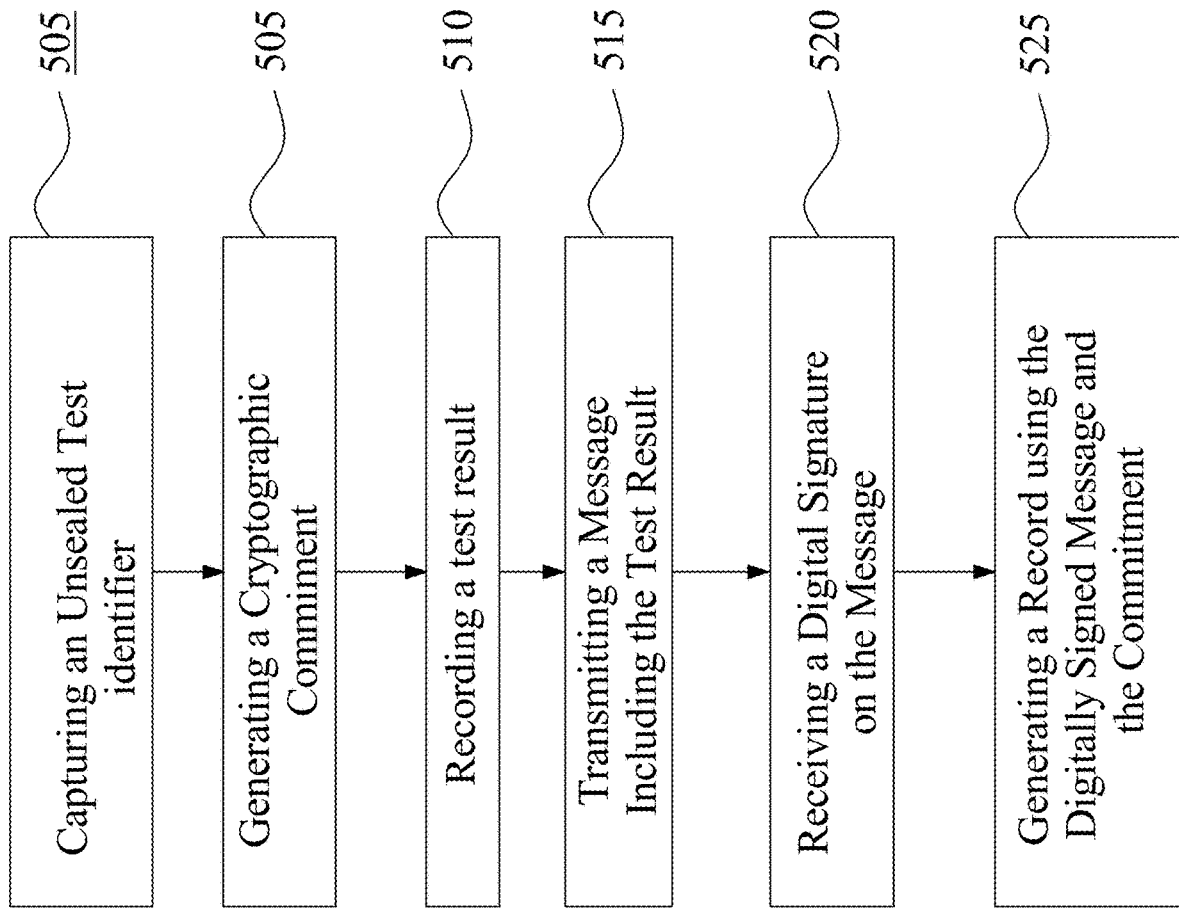 Capturing an Unsealed Test
identifier
505
Generating a Cryptographic
Commiment
505
Recording a test result
510
Transmitting a Message
Including the Test Result
515
Receiving a Digital Signature
on the Message
520
Generating a Record using the
Digitally Signed Message and
the Commitment
525